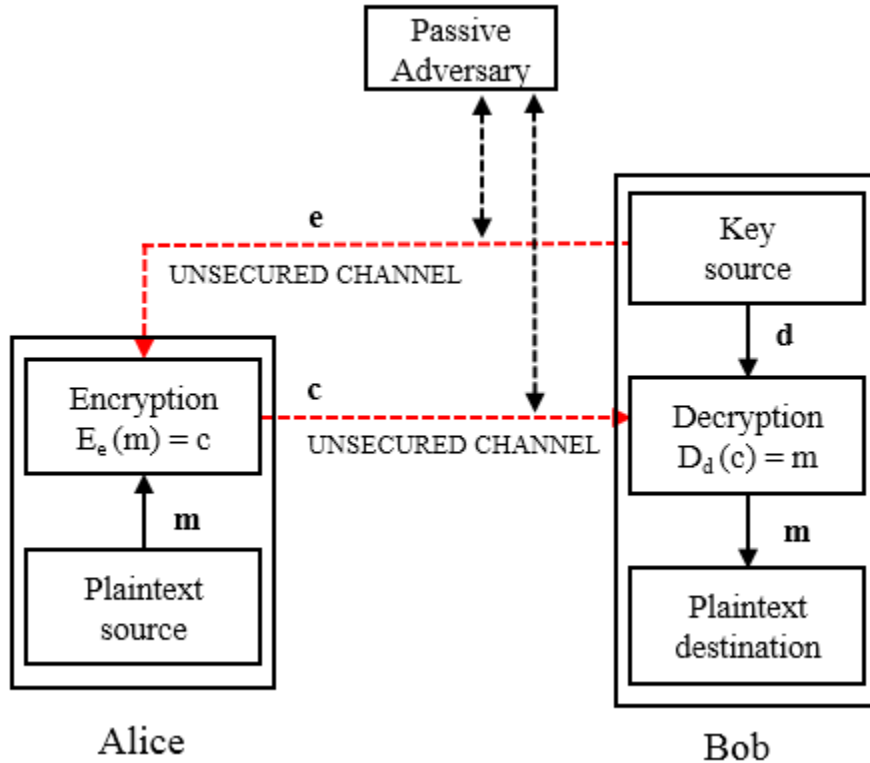 Passive
Adversary
e
UNSECURED CHANNEL
Key
source
d
Encryption
Eₑ (m) = c
c
UNSECURED CHANNEL
Decryption
D_d (c) = m
m
Plaintext
source
m
Plaintext
destination
Alice
Bob